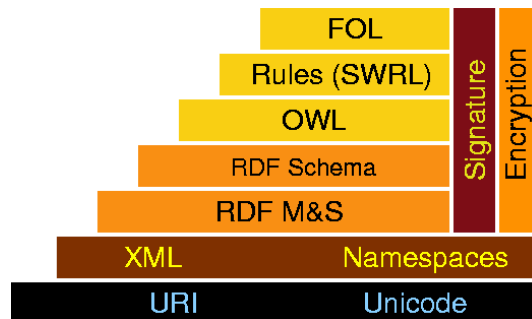 FOL
Rules (SWRL)
OWL
RDF Schema
RDF M&S
Signature
Encryption
XML Namespaces
URI Unicode